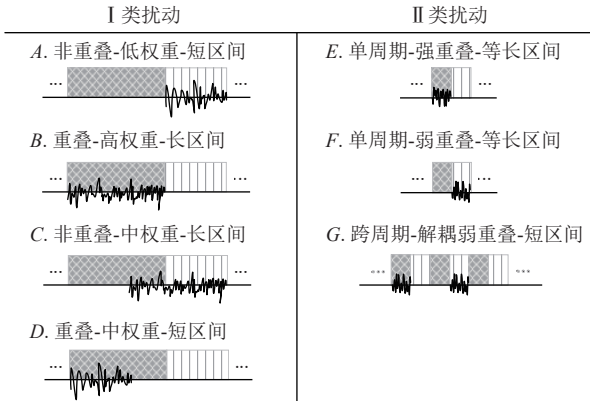 Ⅰ 类扰动
Ⅱ 类扰动
A. 非重叠-低权重-短区间
... ...
B. 重叠-高权重-长区间
... ...
C. 非重叠-中权重-长区间
... ...
D. 重叠-中权重-短区间
... ...
E. 单周期-强重叠-等长区间
... ...
F. 单周期-弱重叠-等长区间
... ...
G. 跨周期-解耦弱重叠-短区间
... ...